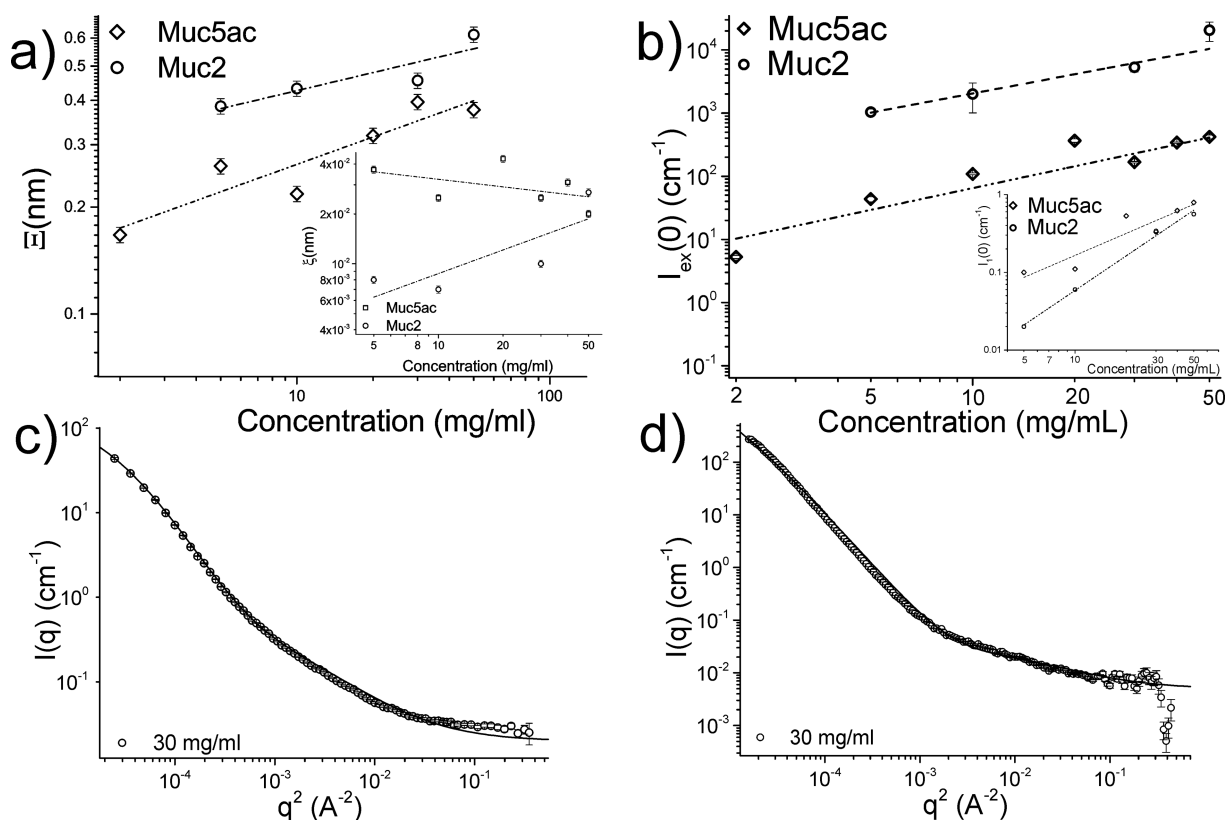 a)
Muc5ac
Muc2
Ξ(nm)
0.6
0.5
0.4
0.3
0.2
0.1
10
100
Concentration (mg/ml)
ξ(nm)
4x10⁻²
2x10⁻²
10⁻²
8x10⁻³
6x10⁻³
4x10⁻³
Muc5ac
Muc2
5
10
20
50
Concentration (mg/ml)
b)
Muc5ac
Muc2
I_ex(0) (cm⁻¹)
10⁴
10³
10²
10¹
10⁰
10⁻¹
2
5
10
20
50
Concentration (mg/mL)
Muc5ac
Muc2
I₁(0) (cm⁻¹)
1
0.1
0.01
5
7
10
30
50
Concentration (mg/mL)
c)
I(q) (cm⁻¹)
10²
10¹
10⁰
10⁻¹
30 mg/ml
10⁻⁴
10⁻³
10⁻²
10⁻¹
q² (A⁻²)
d)
I(q) (cm⁻¹)
10²
10¹
10⁰
10⁻¹
10⁻²
10⁻³
30 mg/ml
10⁻⁴
10⁻³
10⁻²
10⁻¹
q² (A⁻²)